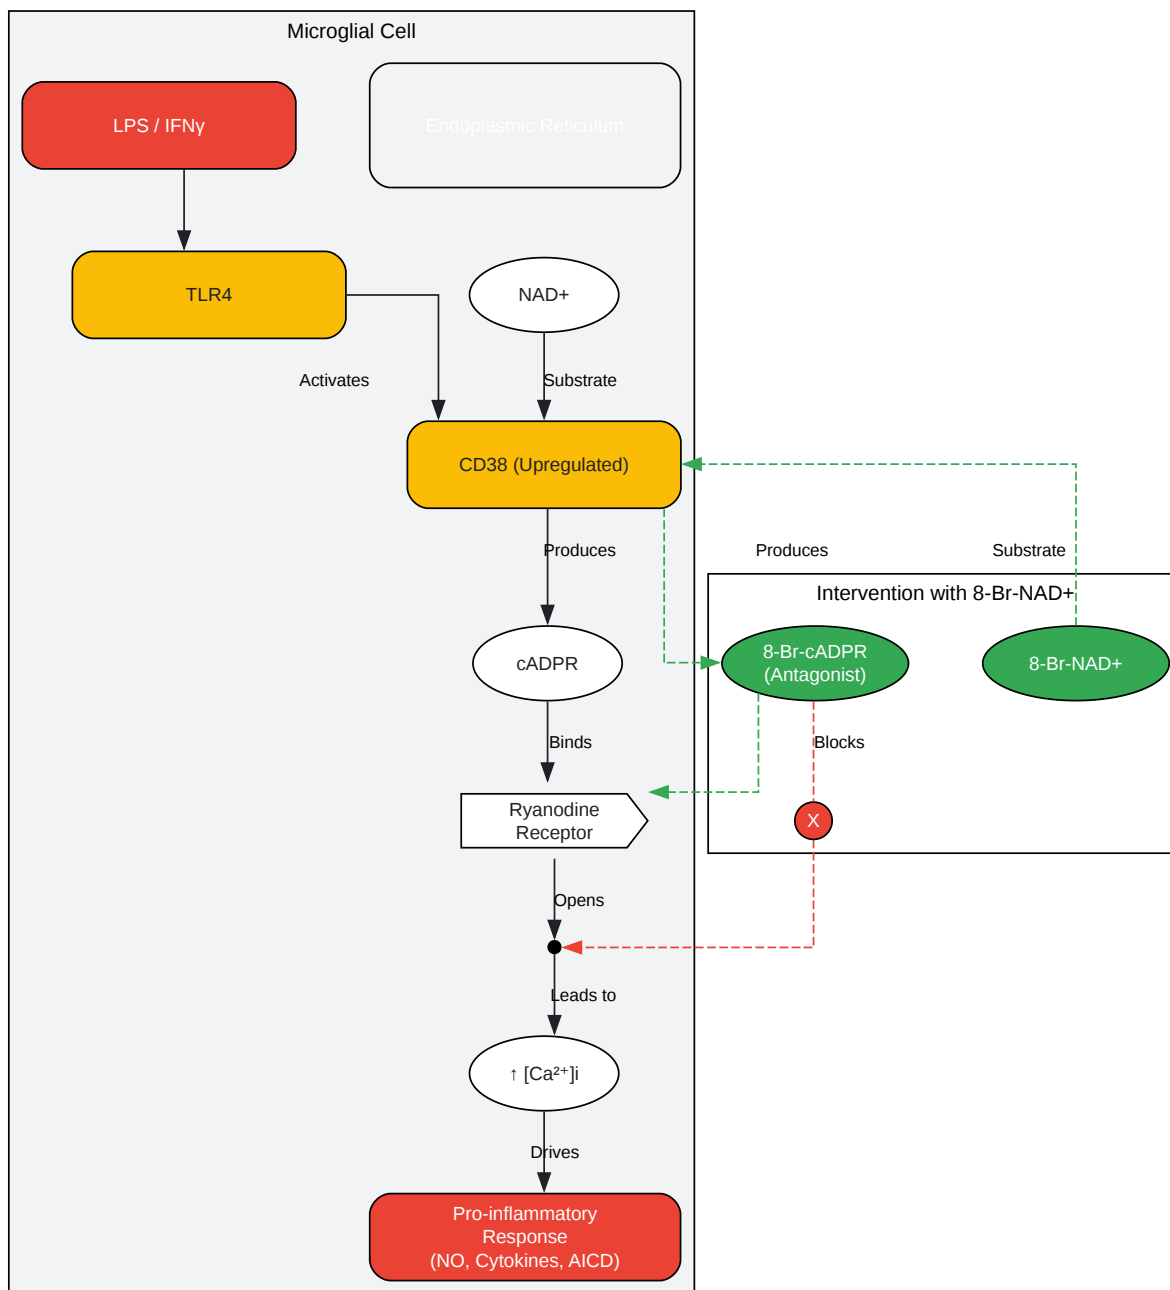 Microglial Cell
LPS / IFNγ
Endoplasmic Reticulum
TLR4
NAD+
Activates
Substrate
CD38 (Upregulated)
Produces
Produces
Substrate
Intervention with 8-Br-NAD+
cADPR
8-Br-cADPR
(Antagonist)
8-Br-NAD+
Binds
Blocks
Ryanodine
Receptor
X
Opens
Leads to
↑ [Ca²⁺]i
Drives
Pro-inflammatory
Response
(NO, Cytokines, AICD)